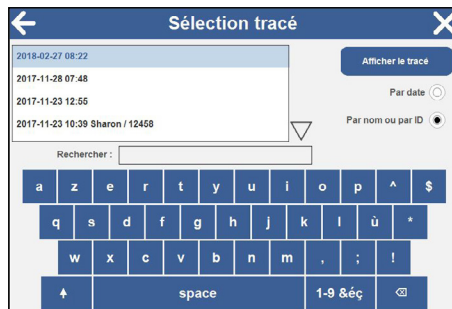 Sélection tracé
2018-02-27 08:22
2017-11-28 07:48
2017-11-23 12:55
2017-11-23 10:39 Sharon / 12458
Afficher le tracé
Par date
Par nom ou par ID
Rechercher :
a z e r t y u i o p ^ $
q s d f g h j k l ù *
w x c v b n m , ; !
space 1-9 &éç